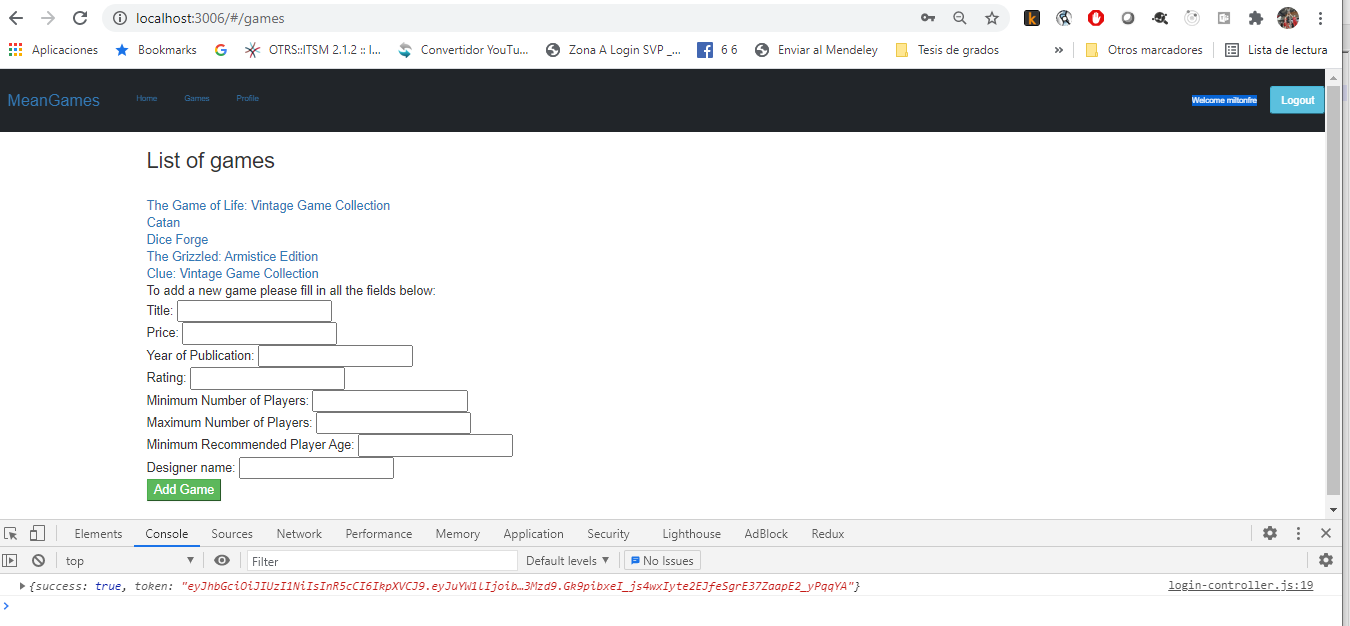 localhost:3006/#/games
Aplicaciones Bookmarks OTRS::ITSM 2.1.2 :: I... Convertidor YouTu... Zona A Login SVP _... 6 6 Enviar al Mendeley Tesis de grados » Otros marcadores Lista de lectura
MeanGames Home Games Profile Welcome miltonfre Logout
List of games
The Game of Life: Vintage Game Collection
Catan
Dice Forge
The Grizzled: Armistice Edition
Clue: Vintage Game Collection
To add a new game please fill in all the fields below:
Title:
Price:
Year of Publication:
Rating:
Minimum Number of Players:
Maximum Number of Players:
Minimum Recommended Player Age:
Designer name:
Add Game
Elements Console Sources Network Performance Memory Application Security Lighthouse AdBlock Redux
top Filter Default levels No Issues
{success: true, token: "eyJhbGciOiJIUzI1NiIsInR5cCI6IkpXVCJ9.eyJuYW1lIjoib…3Mzd9.Gk9pibxeI_js4wxIyte2EJfeSgrE37ZaapE2_yPqqYA"} login-controller.js:19